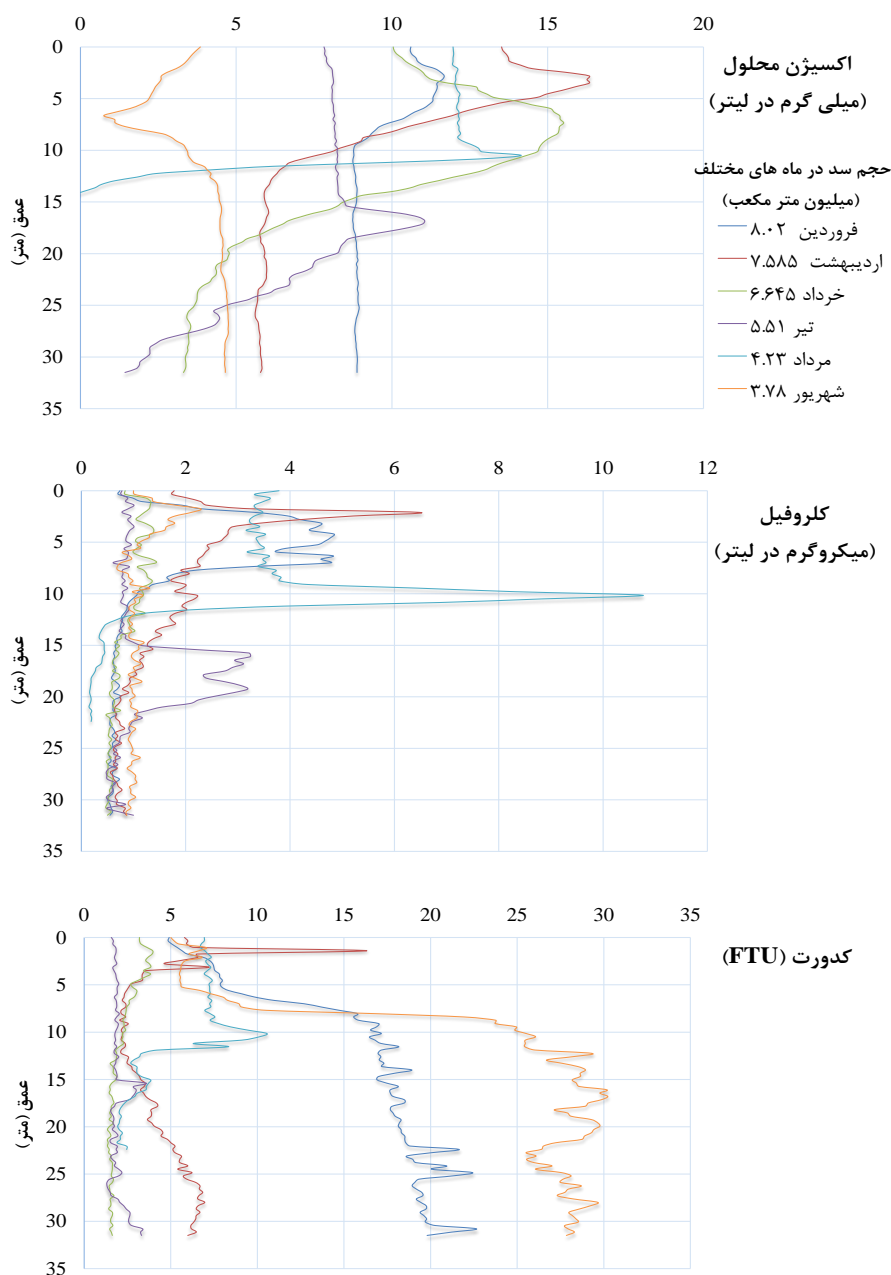 0 5 10 15 20
0
5
10
15
20
25
30
35
عمق (متر)
اکسیژن محلول
(میلی گرم در لیتر)
حجم سد در ماه های مختلف
(میلیون متر مکعب)
فروردین ۸.۰۲
اردیبهشت ۷.۵۸۵
خرداد ۶.۶۴۵
تیر ۵.۵۱
مرداد ۴.۲۳
شهریور ۳.۷۸
0 2 4 6 8 10 12
0
5
10
15
20
25
30
35
عمق (متر)
کلروفیل
(میکروگرم در لیتر)
0 5 10 15 20 25 30 35
0
5
10
15
20
25
30
35
عمق (متر)
کدورت (FTU)